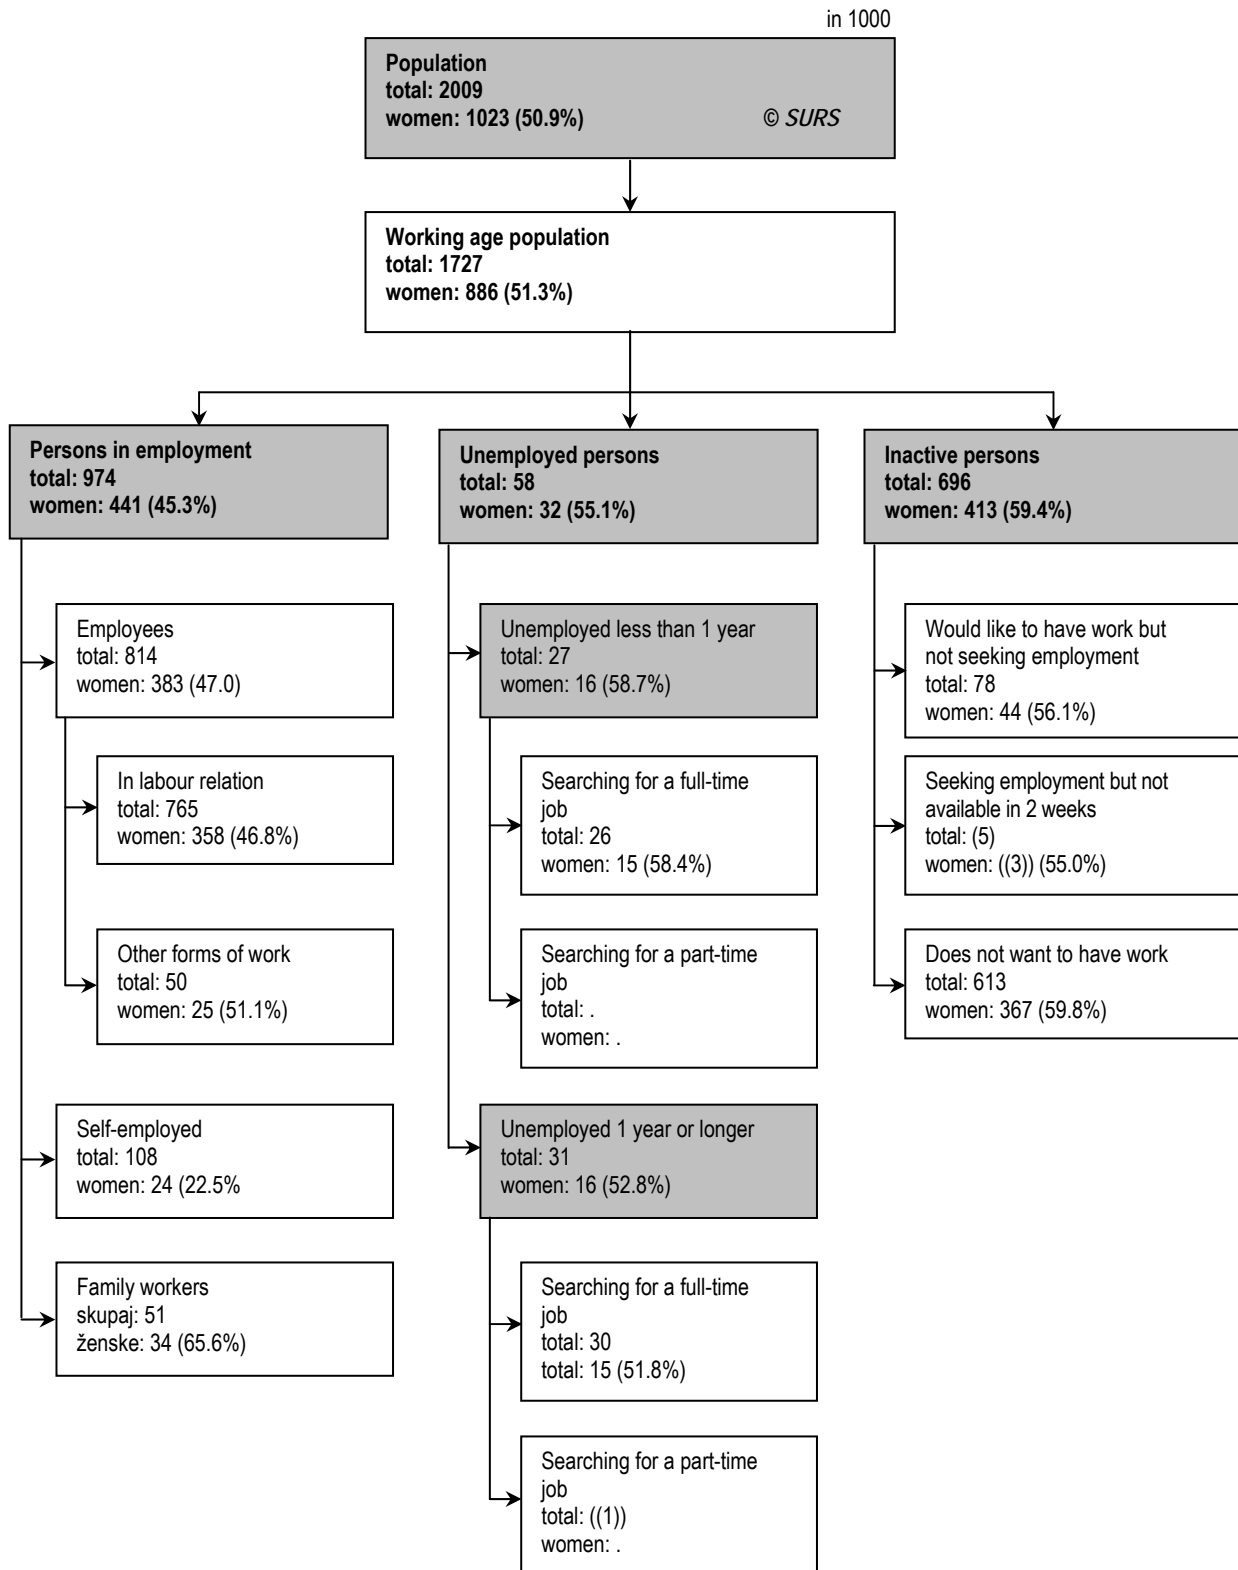 in 1000
Population
total: 2009
women: 1023 (50.9%)
© SURS
Working age population
total: 1727
women: 886 (51.3%)
Persons in employment
total: 974
women: 441 (45.3%)
Employees
total: 814
women: 383 (47.0)
In labour relation
total: 765
women: 358 (46.8%)
Other forms of work
total: 50
women: 25 (51.1%)
Self-employed
total: 108
women: 24 (22.5%
Family workers
skupaj: 51
ženske: 34 (65.6%)
Unemployed persons
total: 58
women: 32 (55.1%)
Unemployed less than 1 year
total: 27
women: 16 (58.7%)
Searching for a full-time
job
total: 26
women: 15 (58.4%)
Searching for a part-time
job
total: .
women: .
Unemployed 1 year or longer
total: 31
women: 16 (52.8%)
Searching for a full-time
job
total: 30
total: 15 (51.8%)
Searching for a part-time
job
total: ((1))
women: .
Inactive persons
total: 696
women: 413 (59.4%)
Would like to have work but
not seeking employment
total: 78
women: 44 (56.1%)
Seeking employment but not
available in 2 weeks
total: (5)
women: ((3)) (55.0%)
Does not want to have work
total: 613
women: 367 (59.8%)